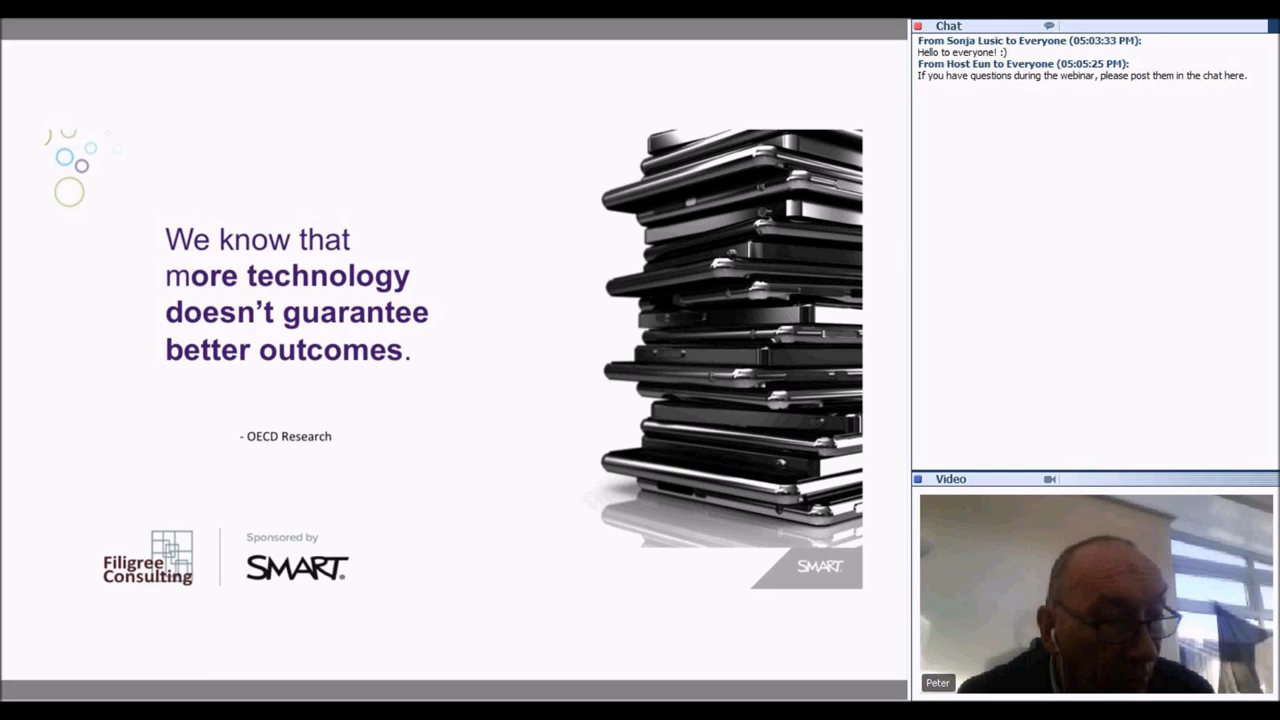 We know that
more technology
doesn't guarantee
better outcomes.
- OECD Research
Filigree
Consulting
Sponsored by
SMART
SMART
Chat
From Sonja Lusic to Everyone (05:03:33 PM):
Hello to everyone! :)
From Host Eun to Everyone (05:05:25 PM):
If you have questions during the webinar, please post them in the chat here.
Video
Peter